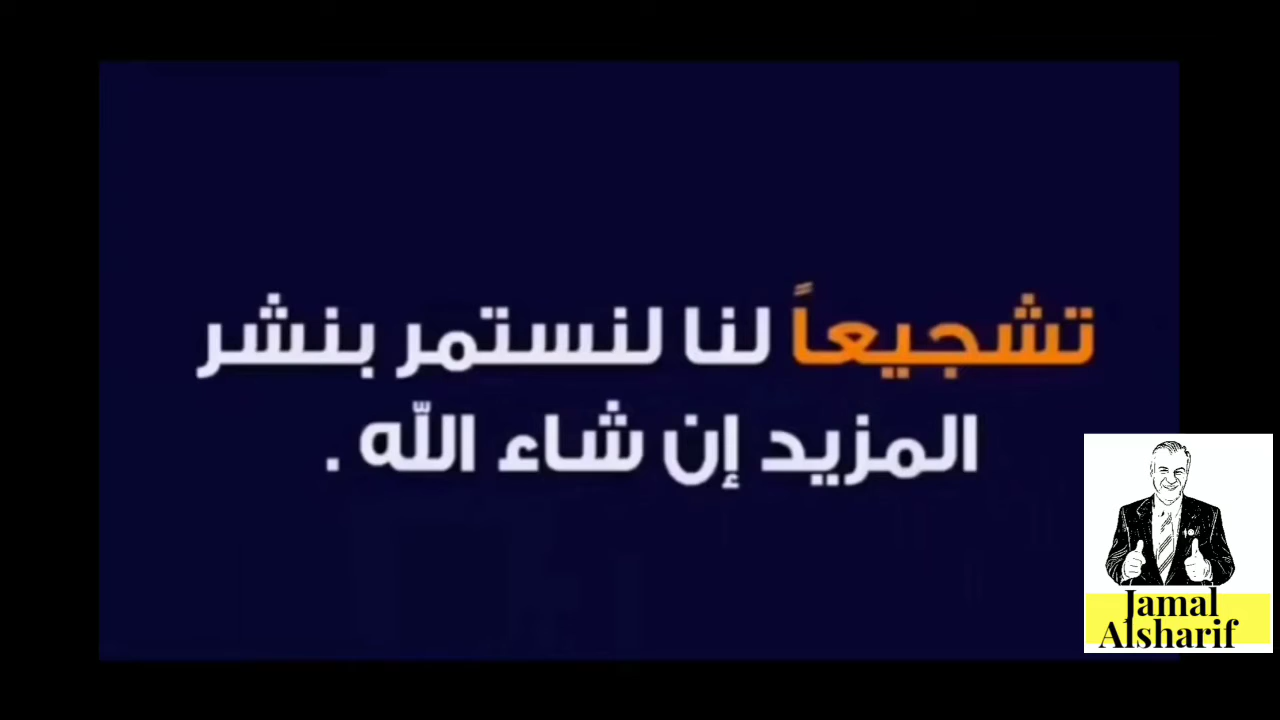 تشجيعاً لنا لنستمر بنشر
المزيد إن شاء الله .
Jamal
Alsharif